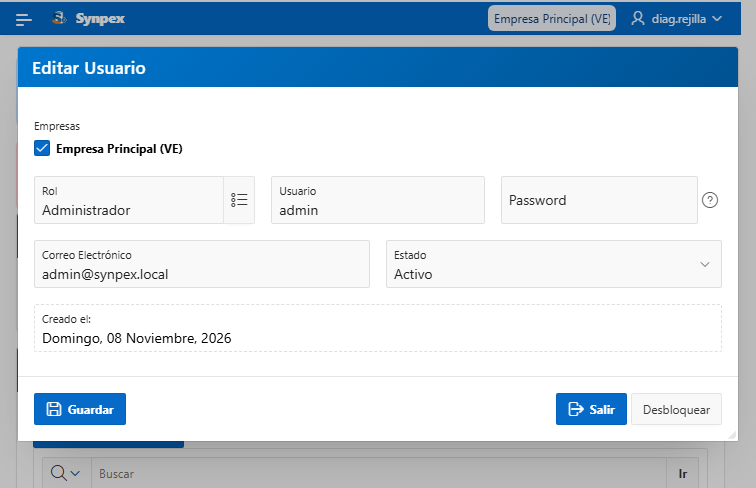 Synpex
Empresa Principal (VE)
diag.rejilla
Editar Usuario
Empresas
Empresa Principal (VE)
Rol
Administrador
Usuario
admin
Password
Correo Electrónico
admin@synpex.local
Estado
Activo
Creado el:
Domingo, 08 Noviembre, 2026
Guardar
Salir
Desbloquear
Buscar
Ir